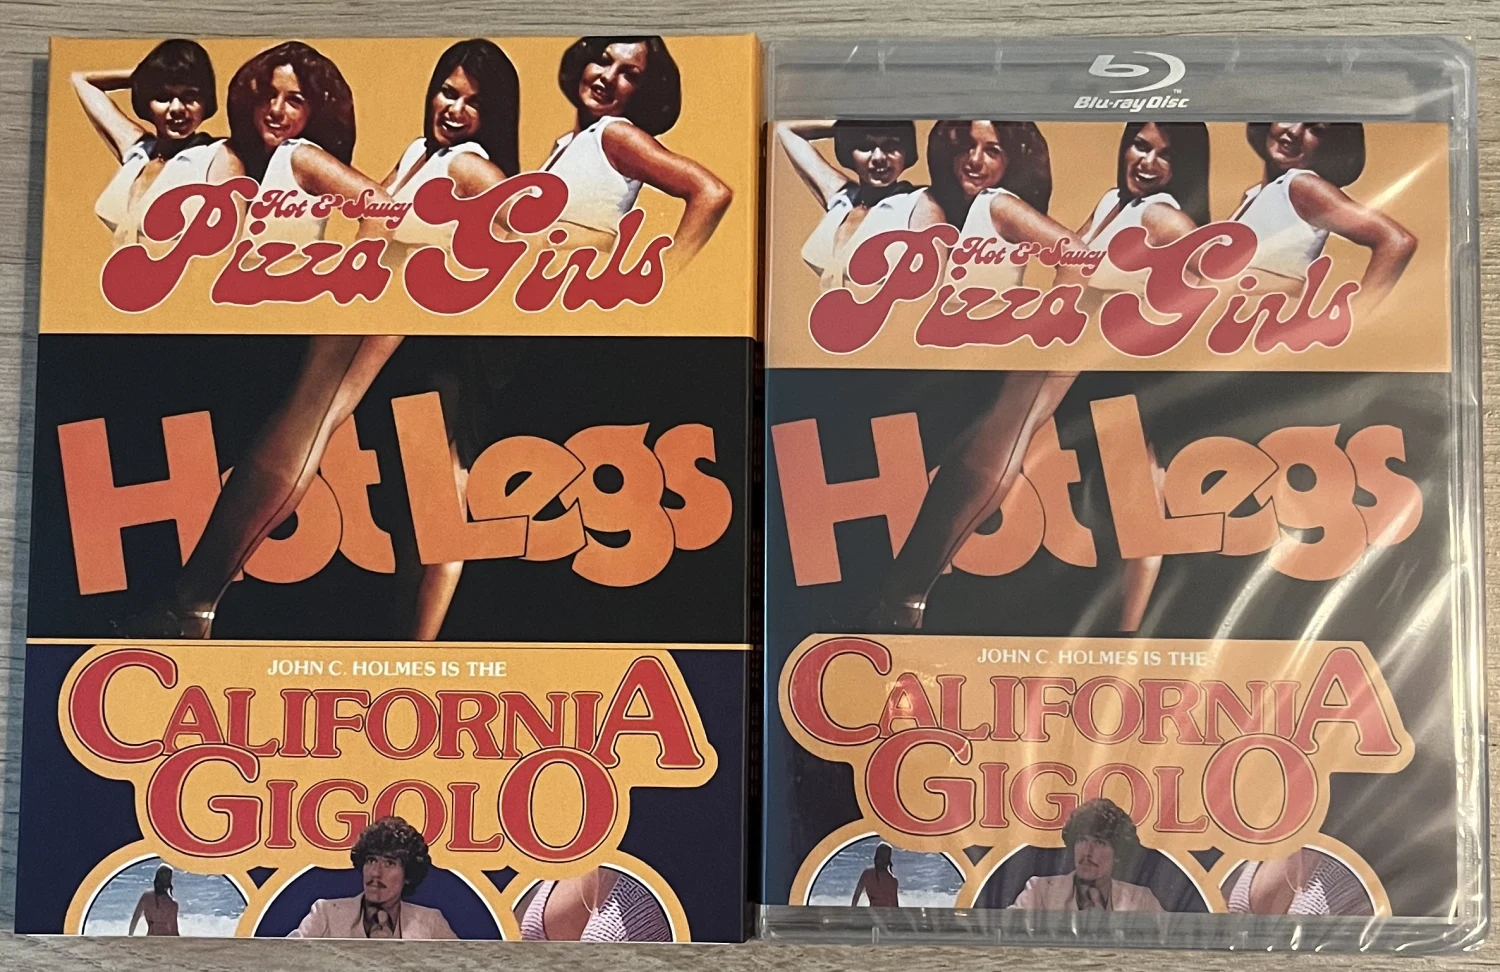 Hot & Saucy
Pizza Girls
Hot Legs
JOHN C. HOLMES IS THE
CALIFORNIA
GIGOLO
Blu-ray Disc™
Hot & Saucy
Pizza Girls
Hot Legs
JOHN C. HOLMES IS THE
CALIFORNIA
GIGOLO